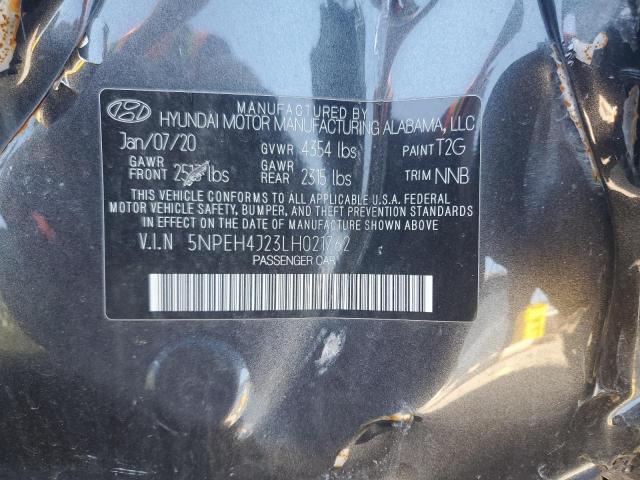 MANUFACTURED BY
HYUNDAI MOTOR MANUFACTURING ALABAMA, LLC
Jan/07/20 GVWR 4354 lbs PAINT T2G
GAWR FRONT lbs GAWR REAR 2315 lbs TRIM NNB
THIS VEHICLE CONFORMS TO ALL APPLICABLE U.S.A. FEDERAL
MOTOR VEHICLE SAFETY, BUMPER, AND THEFT PREVENTION STANDARDS
IN EFFECT ON THE DATE OF MANUFACTURE SHOWN ABOVE
V.I.N 5NPEH4J23LH021762
PASSENGER CAR